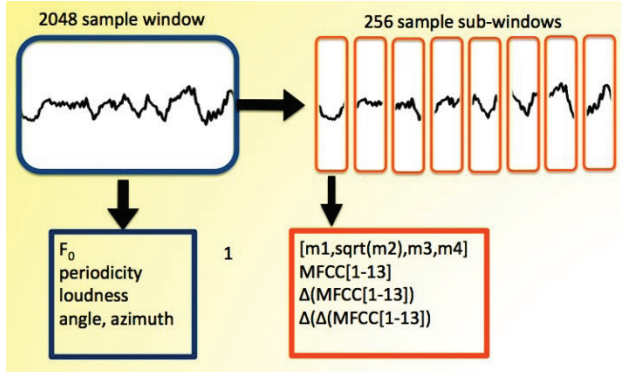 2048 sample window
256 sample sub-windows
F₀
periodicity
loudness
angle, azimuth
1
[m1,sqrt(m2),m3,m4]
MFCC[1-13]
Δ(MFCC[1-13])
Δ(Δ(MFCC[1-13])